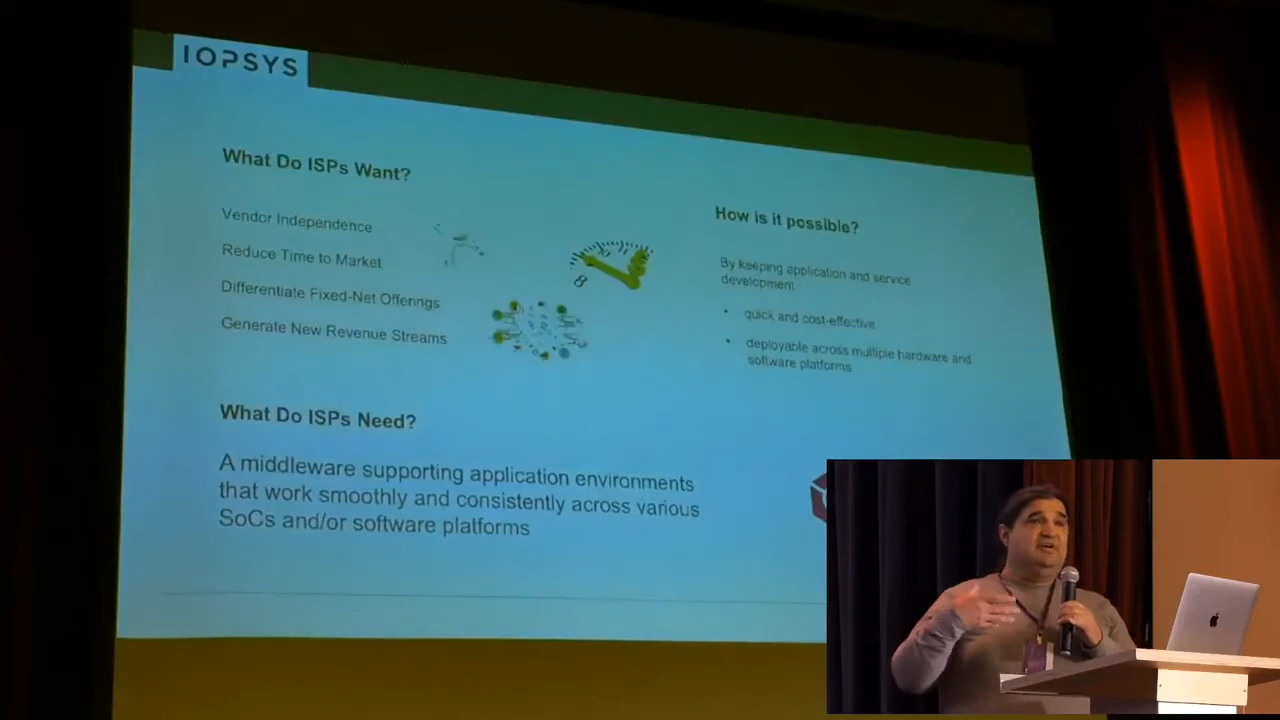 IOPSYS
What Do ISPs Want?
Vendor Independence
Reduce Time to Market
Differentiate Fixed-Net Offerings
Generate New Revenue Streams
8
10
11
How is it possible?
By keeping application and service
development
• quick and cost-effective
• deployable across multiple hardware and
software platforms
What Do ISPs Need?
A middleware supporting application environments
that work smoothly and consistently across various
SoCs and/or software platforms